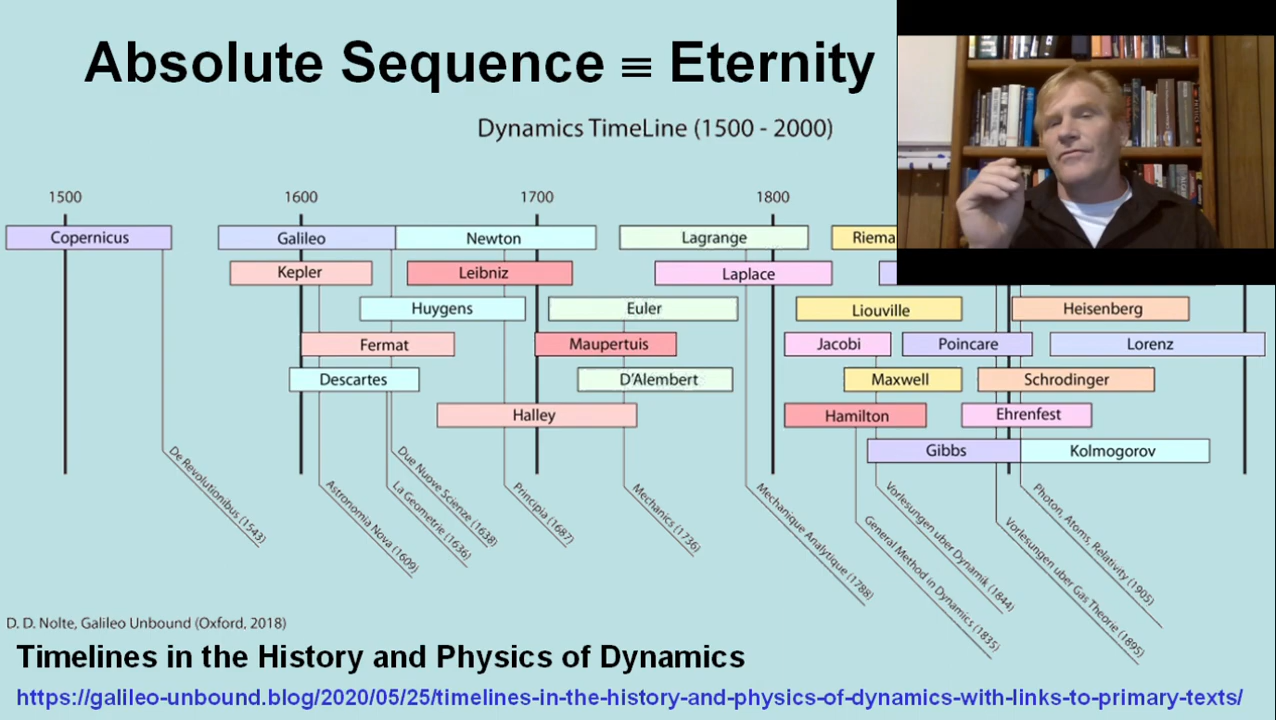 Absolute Sequence ≡ Eternity
Dynamics TimeLine (1500 - 2000)
1500 1600 1700 1800
Copernicus Galileo Newton Lagrange Riema
Kepler Leibniz Laplace
Huygens Euler Liouville Heisenberg
Fermat Maupertuis Jacobi Poincare Lorenz
Descartes D'Alembert Maxwell Schrodinger
Halley Hamilton Ehrenfest
Gibbs Kolmogorov
De Revolutionibus (1543)
Astronomia Nova (1609)
La Geometrie (1636)
Due Nuove Scienze (1638)
Principia (1687)
Mechanics (1736)
Mechanique Analytique (1788)
General Method in Dynamics (1835)
Vorlesungen uber Dynamik (1844)
Vorlesungen uber Gas Theorie (1895)
Photon, Atoms, Relativity (1905)
D. D. Nolte, Galileo Unbound (Oxford, 2018)
Timelines in the History and Physics of Dynamics
https://galileo-unbound.blog/2020/05/25/timelines-in-the-history-and-physics-of-dynamics-with-links-to-primary-texts/